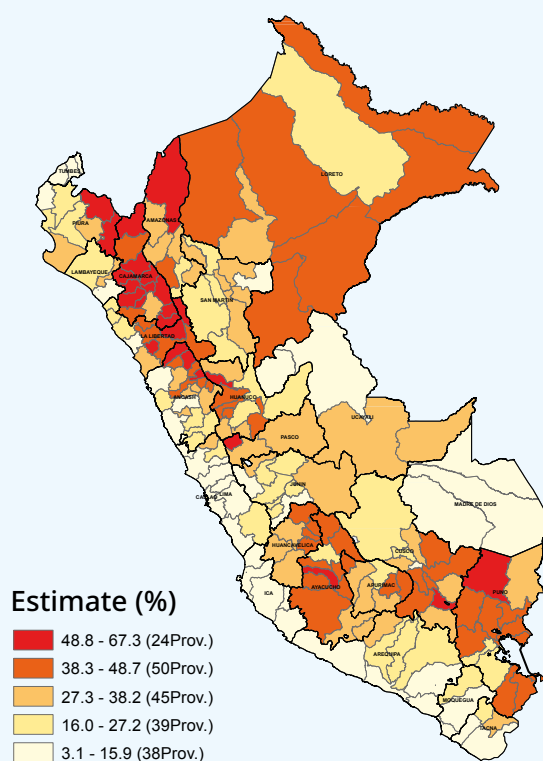 TUMBES
PIURA
AMAZONAS
LORETO
LAMBAYEQUE
CAJAMARCA
SAN MARTIN
LA LIBERTAD
ANCASH
HUANUCO
UCAYALI
PASCO
JUNIN
CALLAO
LIMA
MADRE DE DIOS
HUANCAVELICA
CUSCO
ICA
AYACUCHO
APURIMAC
PUNO
AREQUIPA
MOQUEGUA
TACNA
Estimate (%)
48.8 - 67.3 (24Prov.)
38.3 - 48.7 (50Prov.)
27.3 - 38.2 (45Prov.)
16.0 - 27.2 (39Prov.)
3.1 - 15.9 (38Prov.)